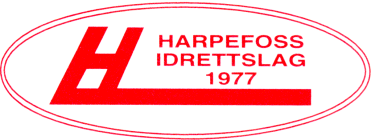 H
HARPEFOSS
IDRETTSLAG
1977